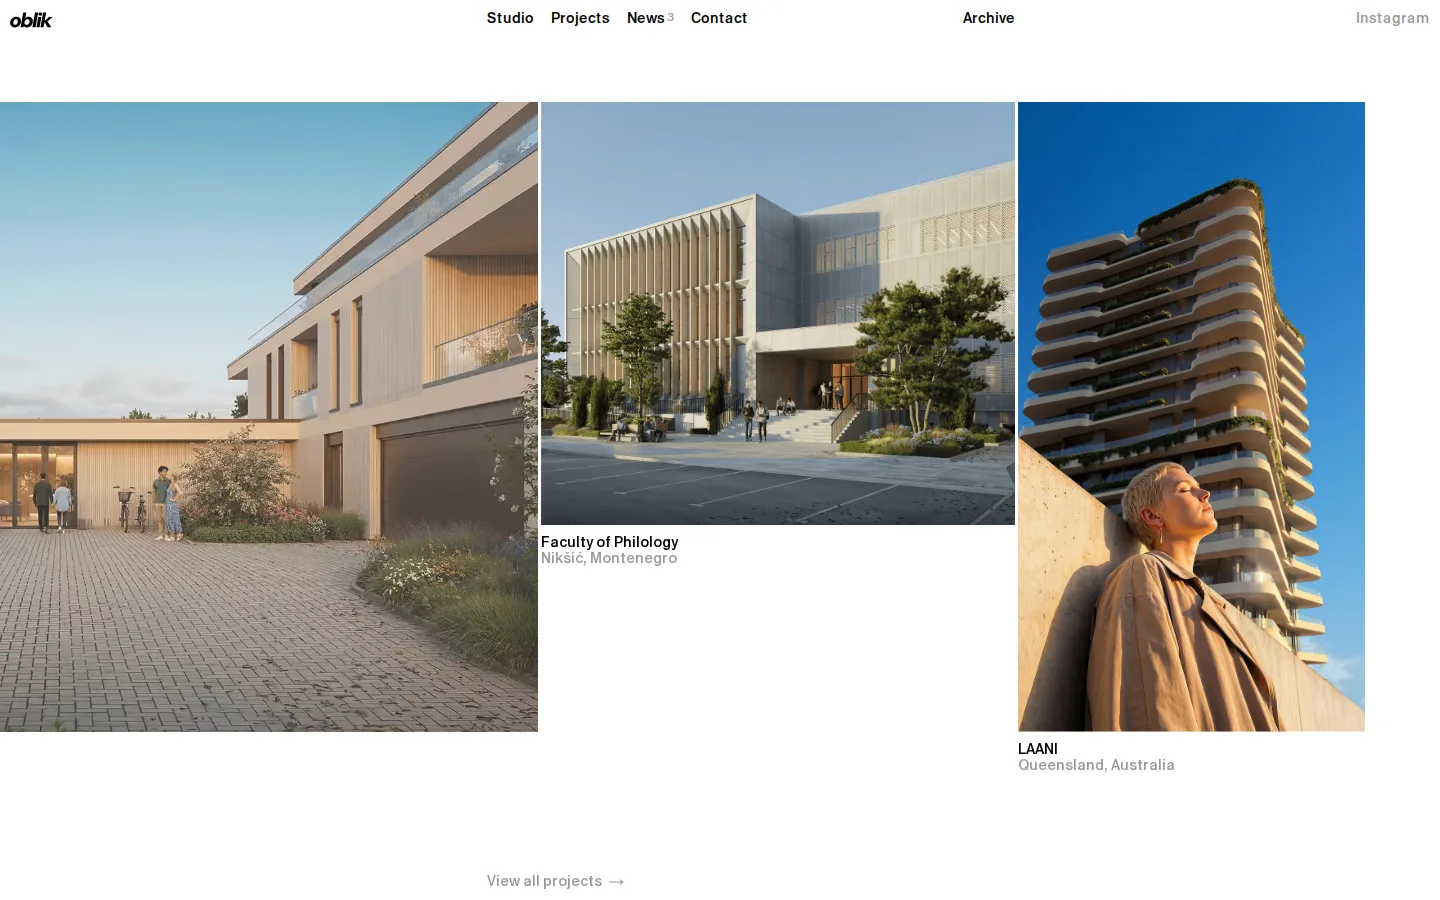 oblik
Studio Projects News 3 Contact
Archive
Instagram
Faculty of Philology
Nikšić, Montenegro
LAANI
Queensland, Australia
View all projects →